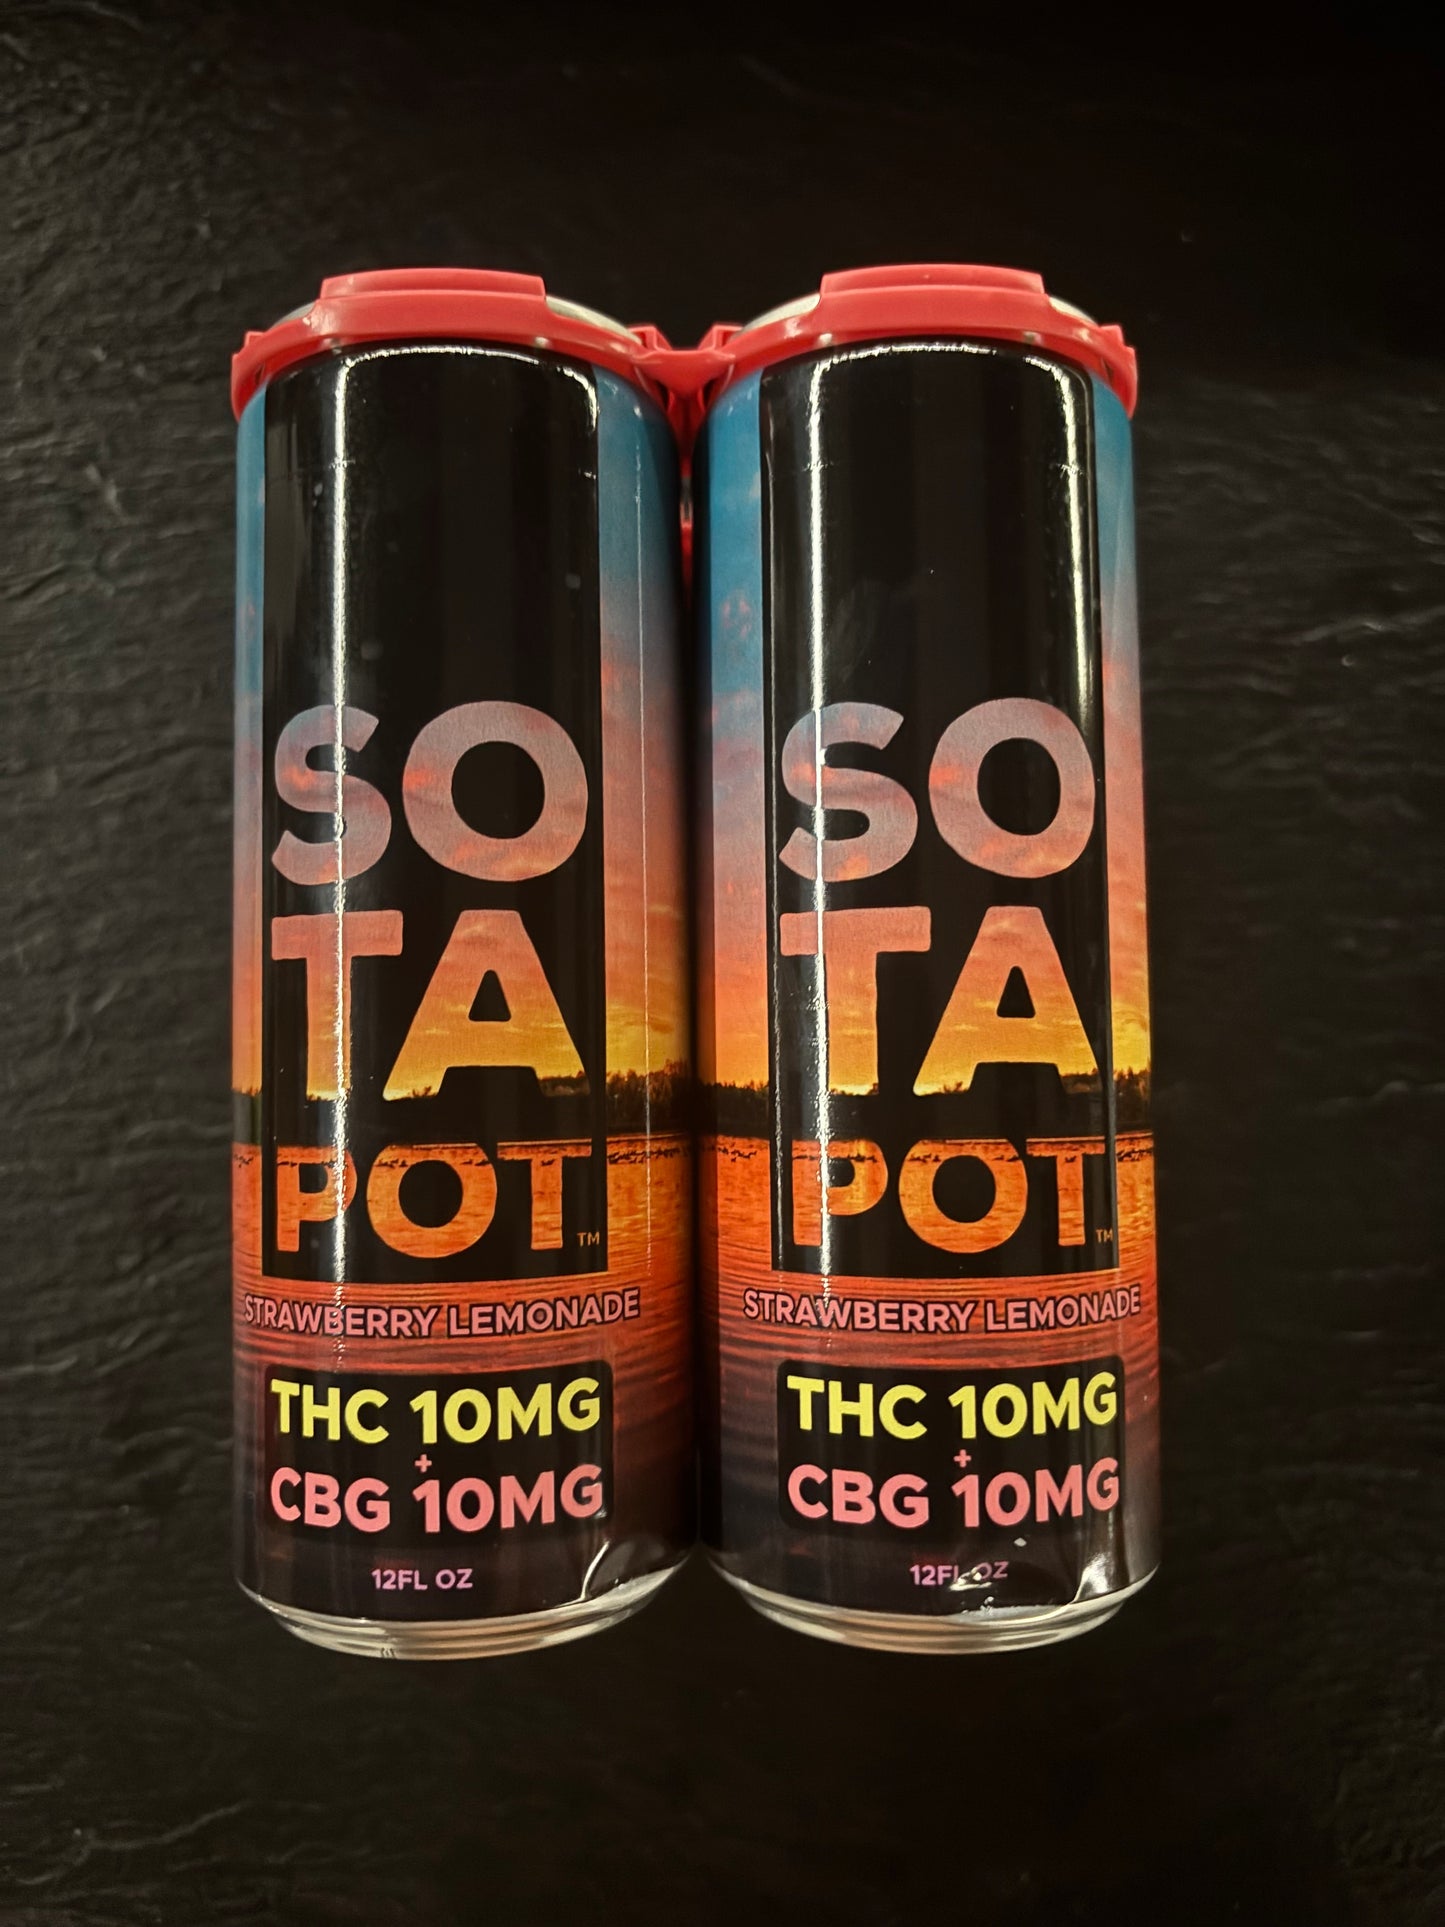 SO
TA
POT™
STRAWBERRY LEMONADE
THC 10MG
+
CBG 10MG
12FL OZ
SO
TA
POT™
STRAWBERRY LEMONADE
THC 10MG
+
CBG 10MG
12FL OZ